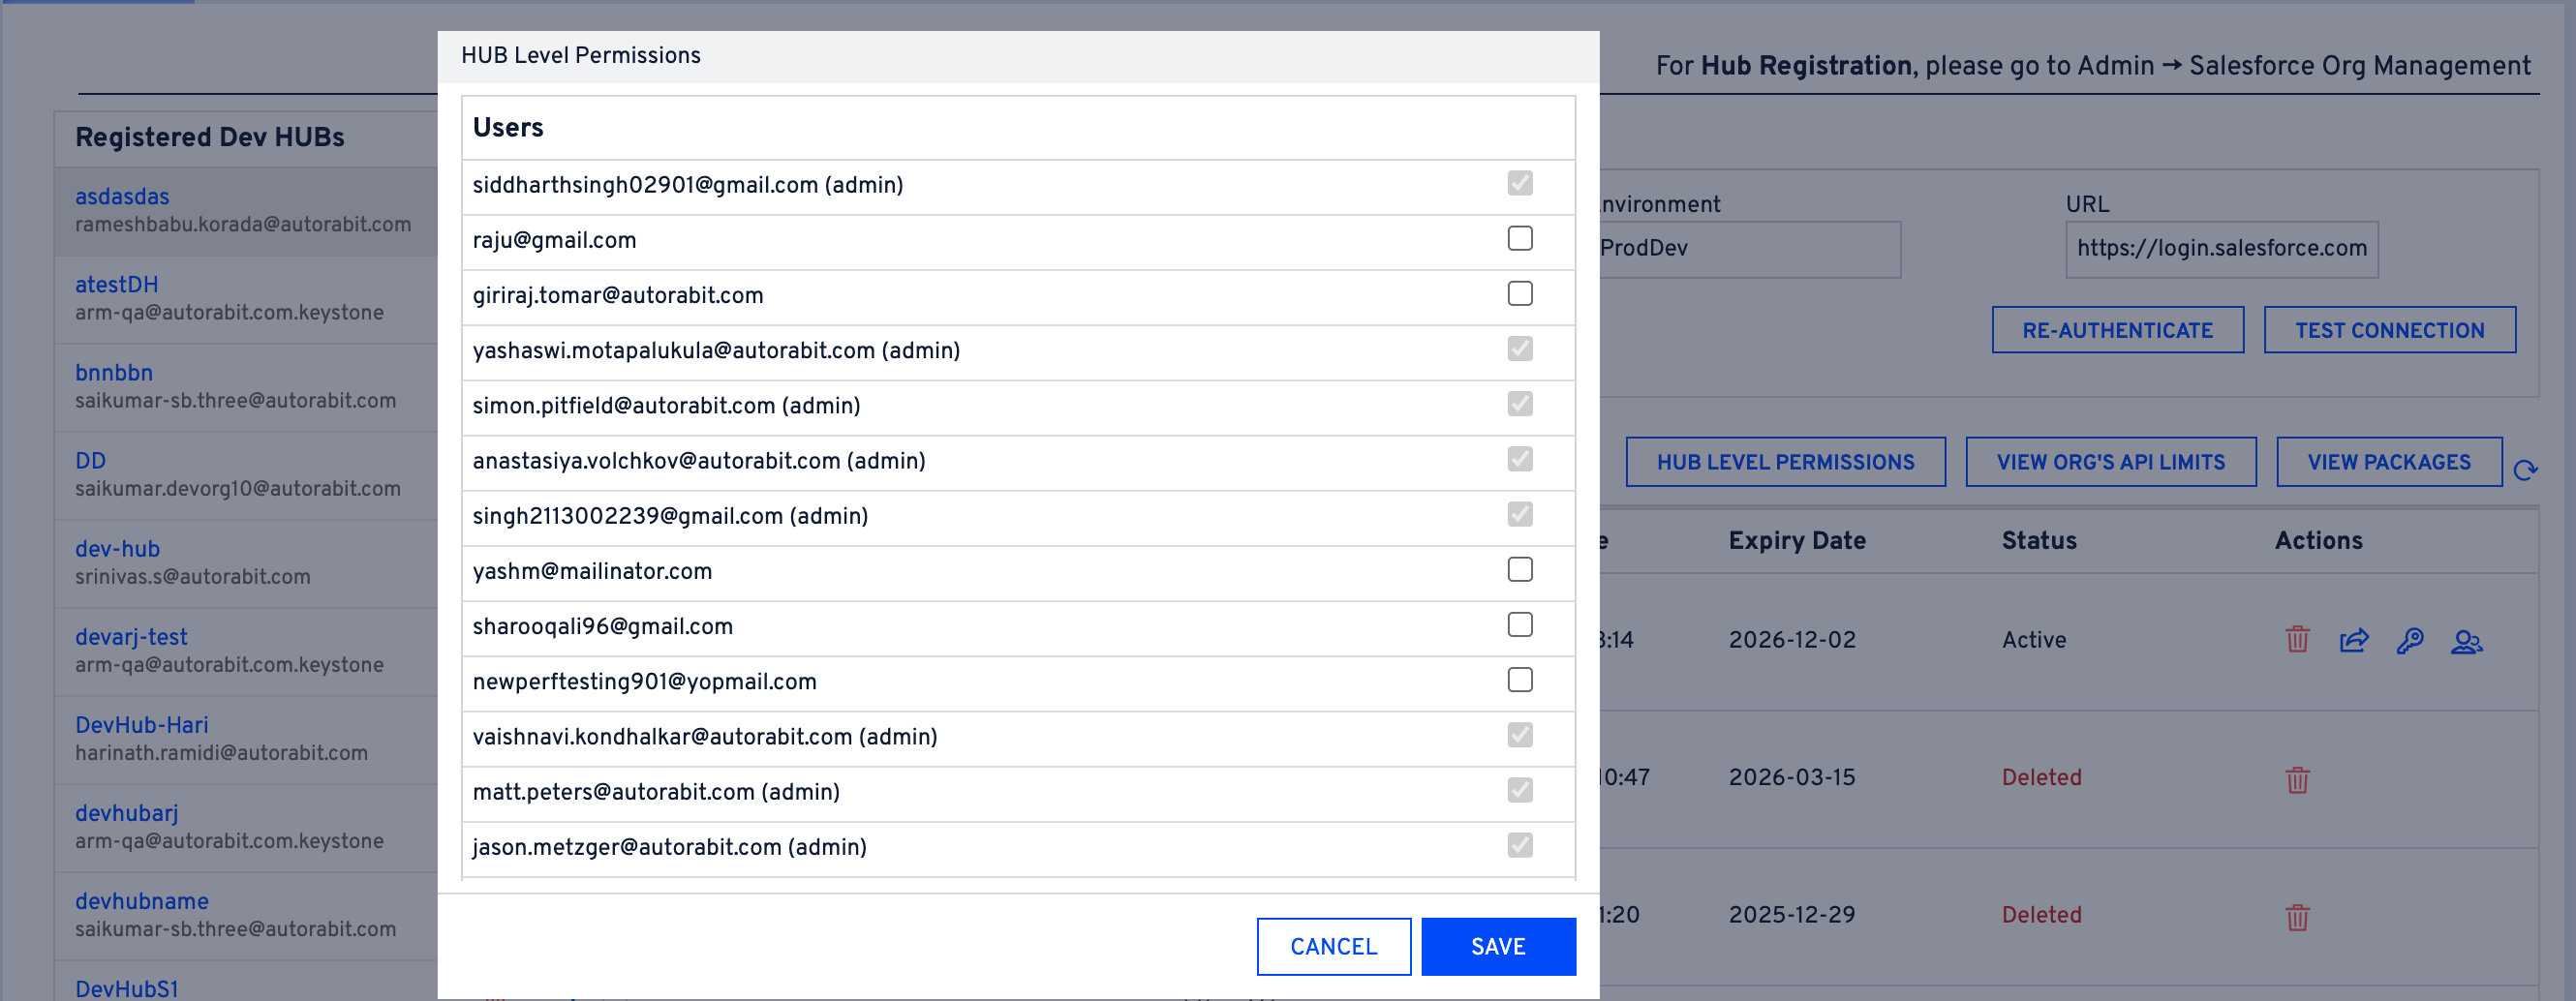 For Hub Registration, please go to Admin → Salesforce Org Management
Registered Dev HUBs
asdasdas
rameshbabu.korada@autorabit.com
atestDH
arm-qa@autorabit.com.keystone
bnnbbn
saikumar-sb.three@autorabit.com
DD
saikumar.devorg10@autorabit.com
dev-hub
srinivas.s@autorabit.com
devarj-test
arm-qa@autorabit.com.keystone
DevHub-Hari
harinath.ramidi@autorabit.com
devhubarj
arm-qa@autorabit.com.keystone
devhubname
saikumar-sb.three@autorabit.com
DevHubS1
HUB Level Permissions
Users
siddharthsingh02901@gmail.com (admin)
raju@gmail.com
giriraj.tomar@autorabit.com
yashaswi.motapalukula@autorabit.com (admin)
simon.pitfield@autorabit.com (admin)
anastasiya.volchkov@autorabit.com (admin)
singh2113002239@gmail.com (admin)
yashm@mailinator.com
sharooqali96@gmail.com
newperftesting901@yopmail.com
vaishnavi.kondhalkar@autorabit.com (admin)
matt.peters@autorabit.com (admin)
jason.metzger@autorabit.com (admin)
CANCEL SAVE
nvironment URL
ProdDev https://login.salesforce.com
RE-AUTHENTICATE TEST CONNECTION
HUB LEVEL PERMISSIONS VIEW ORG'S API LIMITS VIEW PACKAGES
e Expiry Date Status Actions
:14 2026-12-02 Active
0:47 2026-03-15 Deleted
1:20 2025-12-29 Deleted